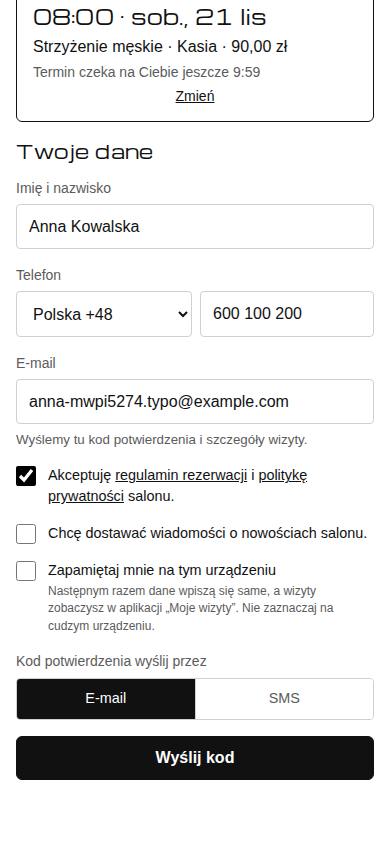 08:00 · sob., 21 lis
Strzyżenie męskie · Kasia · 90,00 zł
Termin czeka na Ciebie jeszcze 9:59
Zmień
Twoje dane
Imię i nazwisko
Anna Kowalska
Telefon
Polska +48
600 100 200
E-mail
anna-mwpi5274.typo@example.com
Wyślemy tu kod potwierdzenia i szczegóły wizyty.
Akceptuję regulamin rezerwacji i politykę
prywatności salonu.
Chcę dostawać wiadomości o nowościach salonu.
Zapamiętaj mnie na tym urządzeniu
Następnym razem dane wpiszą się same, a wizyty
zobaczysz w aplikacji „Moje wizyty”. Nie zaznaczaj na
cudzym urządzeniu.
Kod potwierdzenia wyślij przez
E-mail
SMS
Wyślij kod